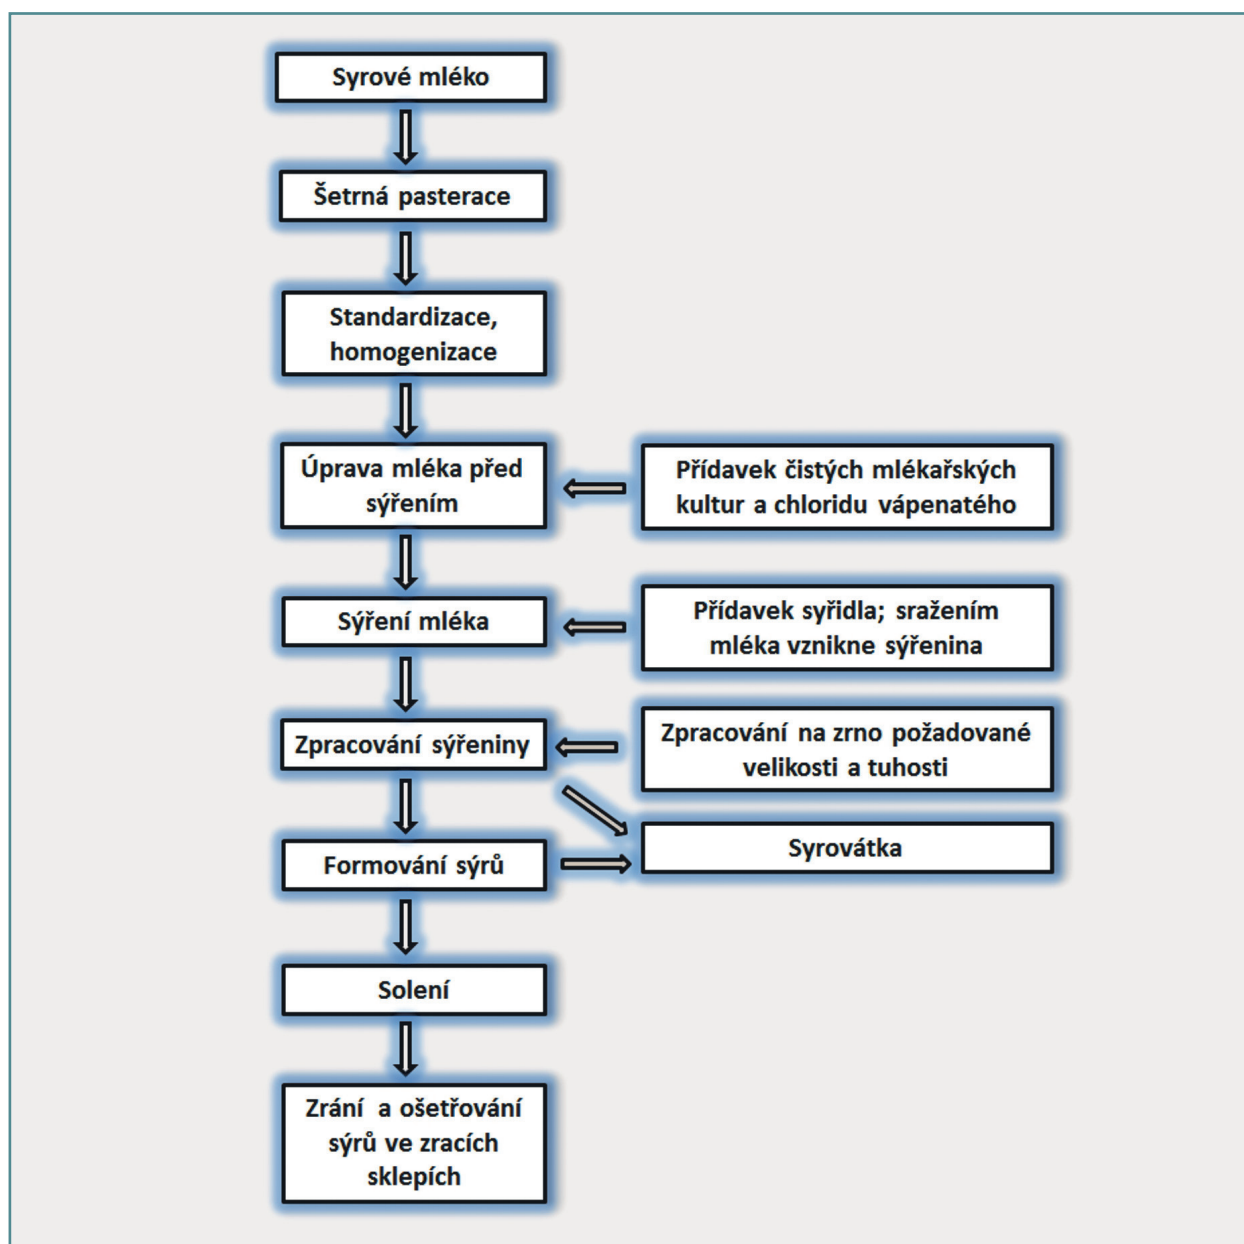 Syrové mléko
Šetrná pasterace
Standardizace,
homogenizace
Úprava mléka před
sýřením
Přídavek čistých mlékařských
kultur a chloridu vápenatého
Sýření mléka
Přídavek syřidla; sražením
mléka vznikne sýřenina
Zpracování sýřeniny
Zpracování na zrno požadované
velikosti a tuhosti
Syrovátka
Formování sýrů
Solení
Zrání a ošetřování
sýrů ve zracích
sklepích